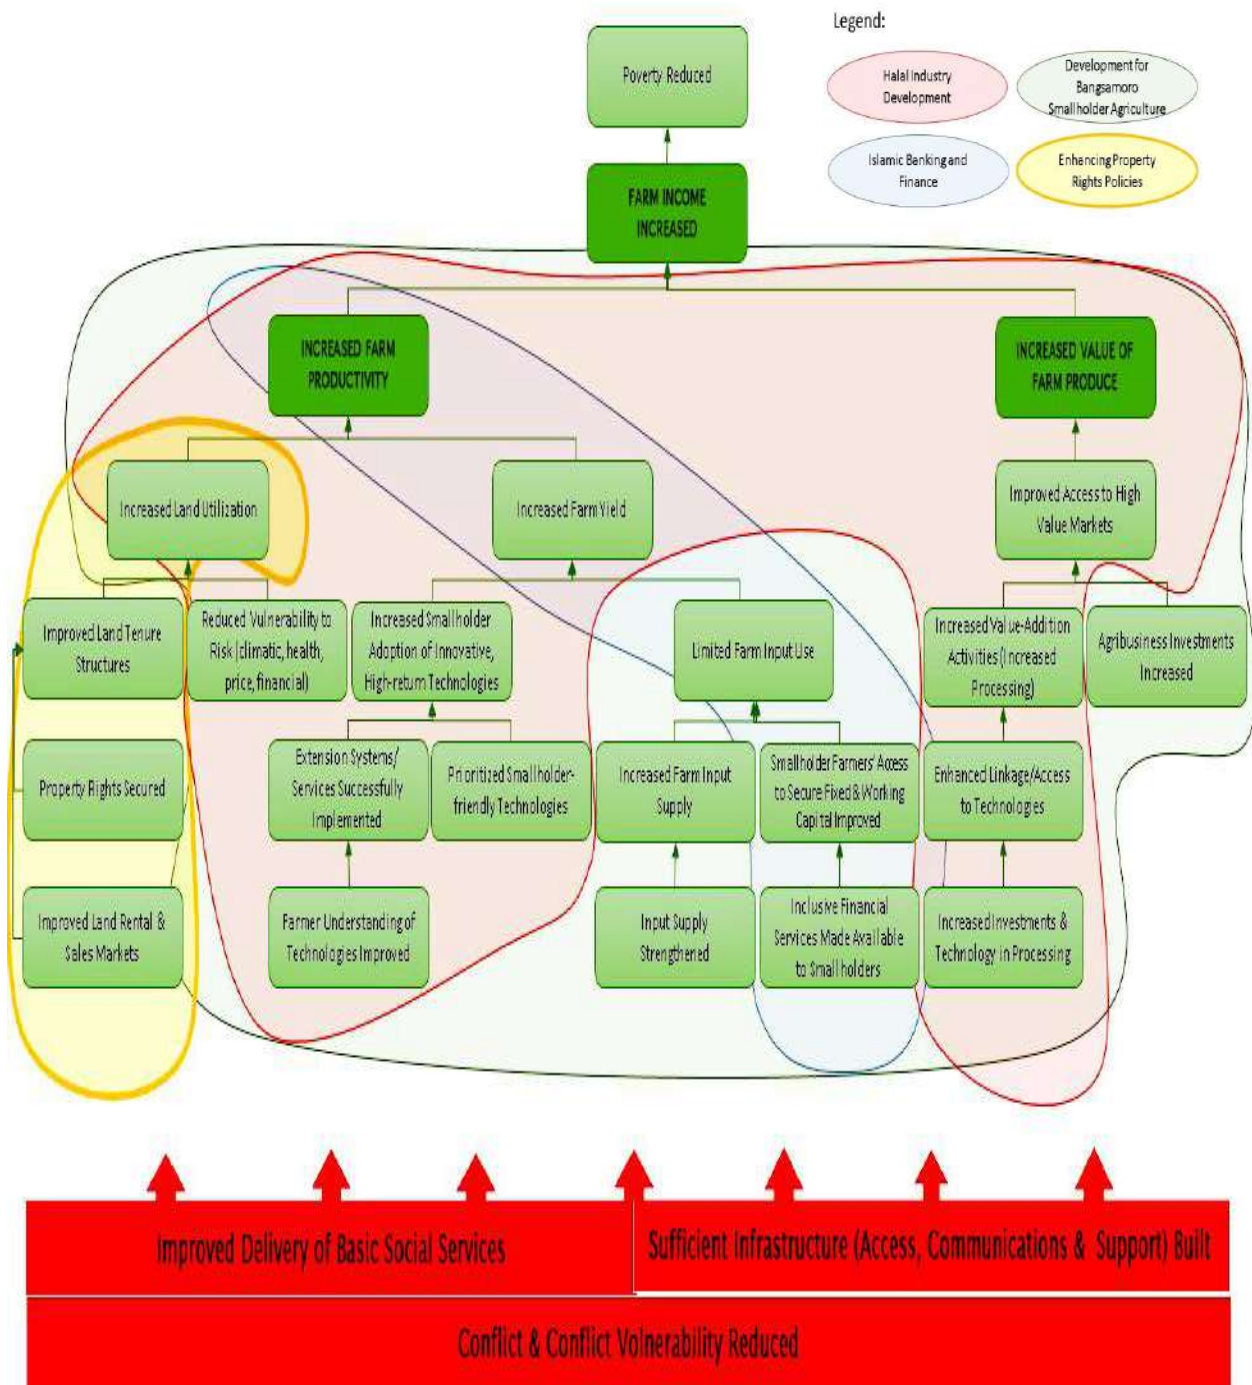 Legend:
Poverty Reduced
Halal Industry
Development
Development for
Bangsamoro
Smallholder Agriculture
Islamic Banking and
Finance
Enhancing Property
Rights Policies
FARM INCOME
INCREASED
INCREASED FARM
PRODUCTIVITY
INCREASED VALUE OF
FARM PRODUCE
Increased Land Utilization
Increased Farm Yield
Improved Access to High
Value Markets
Improved Land Tenure
Structures
Reduced Vulnerability to
Risk (climatic, health,
price, financial)
Increased Smallholder
Adoption of Innovative,
High-return Technologies
Limited Farm Input Use
Increased Value-Addition
Activities (Increased
Processing)
Agribusiness Investments
Increased
Property Rights Secured
Extension Systems/
Services Successfully
Implemented
Prioritized Smallholder-
friendly Technologies
Increased Farm Input
Supply
Smallholder Farmers' Access
to Secure Fixed & Working
Capital Improved
Enhanced Linkage/Access
to Technologies
Improved Land Rental &
Sales Markets
Farmer Understanding of
Technologies Improved
Input Supply
Strengthened
Inclusive Financial
Services Made Available
to Small holders
Increased Investments &
Technology in Processing
Improved Delivery of Basic Social Services
Sufficient Infrastructure (Access, Communications & Support) Built
Conflict & Conflict Volnerability Reduced